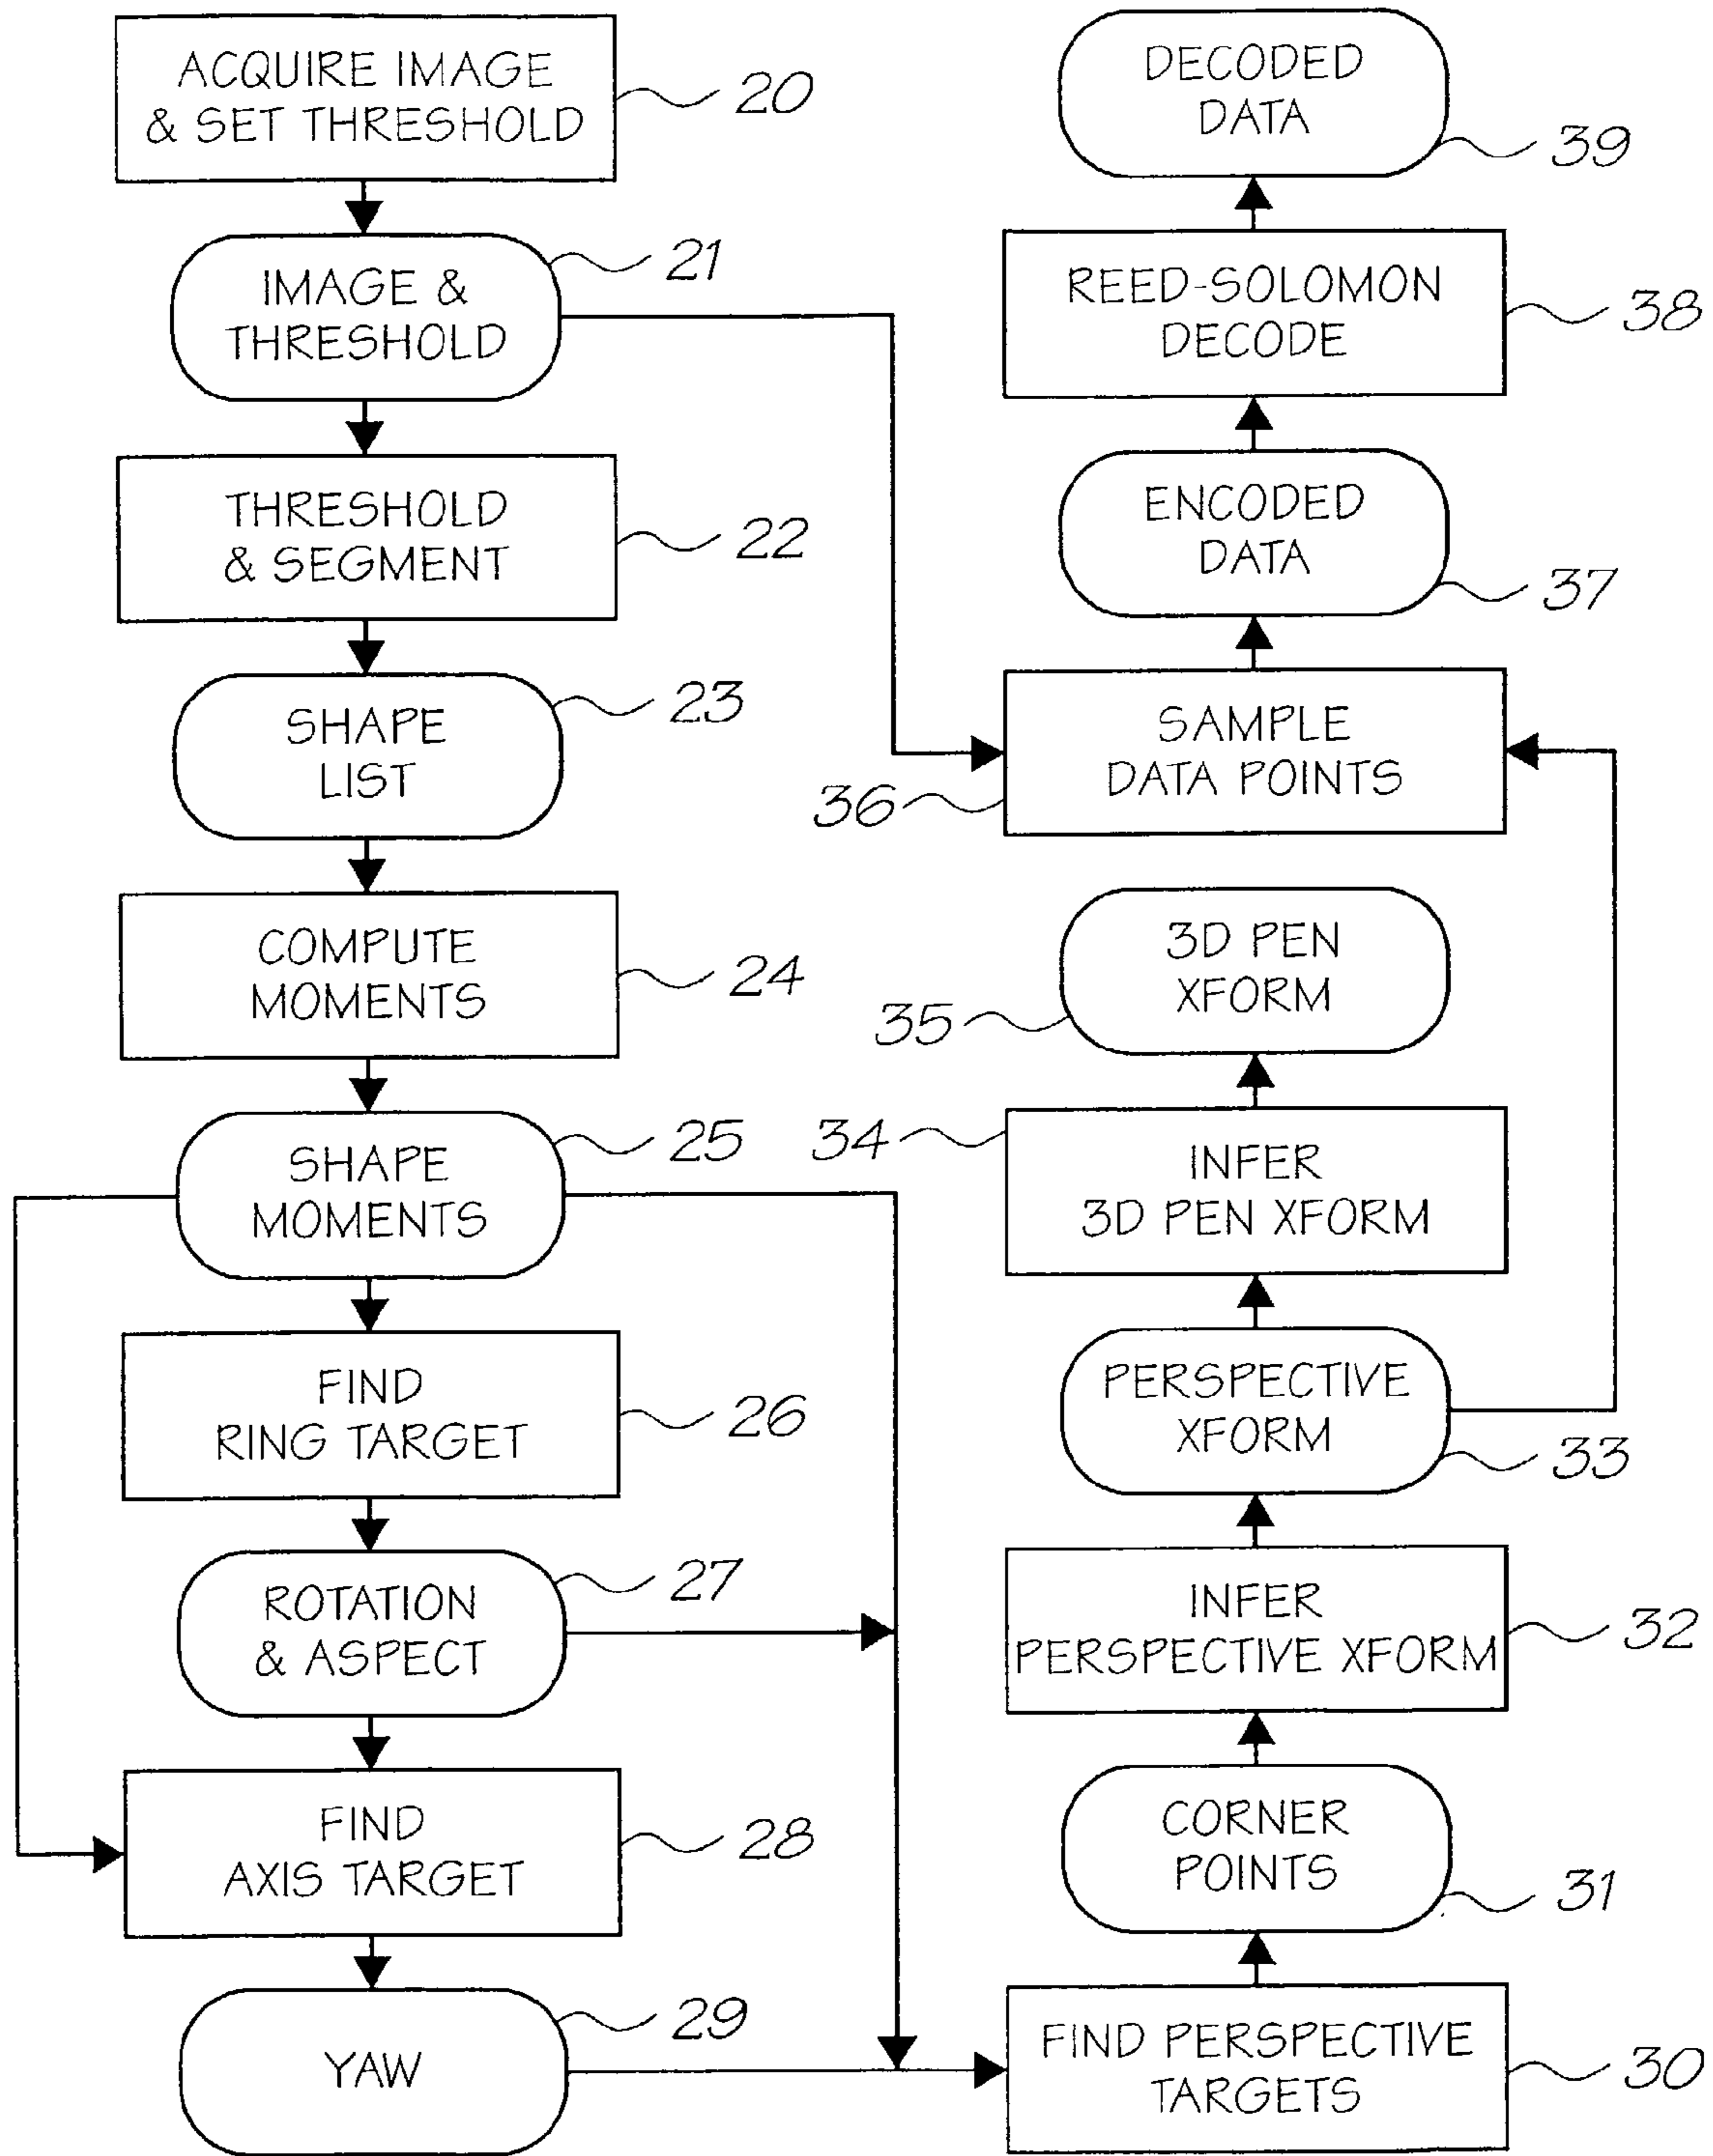 ACQUIRE IMAGE
& SET THRESHOLD
20
IMAGE &
THRESHOLD
21
THRESHOLD
& SEGMENT
22
SHAPE
LIST
23
COMPUTE
MOMENTS
24
SHAPE
MOMENTS
25
FIND
RING TARGET
26
ROTATION
& ASPECT
27
FIND
AXIS TARGET
28
YAW
29
DECODED
DATA
39
REED-SOLOMON
DECODE
38
ENCODED
DATA
37
SAMPLE
DATA POINTS
36
3D PEN
XFORM
35
INFER
3D PEN XFORM
34
PERSPECTIVE
XFORM
33
INFER
PERSPECTIVE XFORM
32
CORNER
POINTS
31
FIND PERSPECTIVE
TARGETS
30